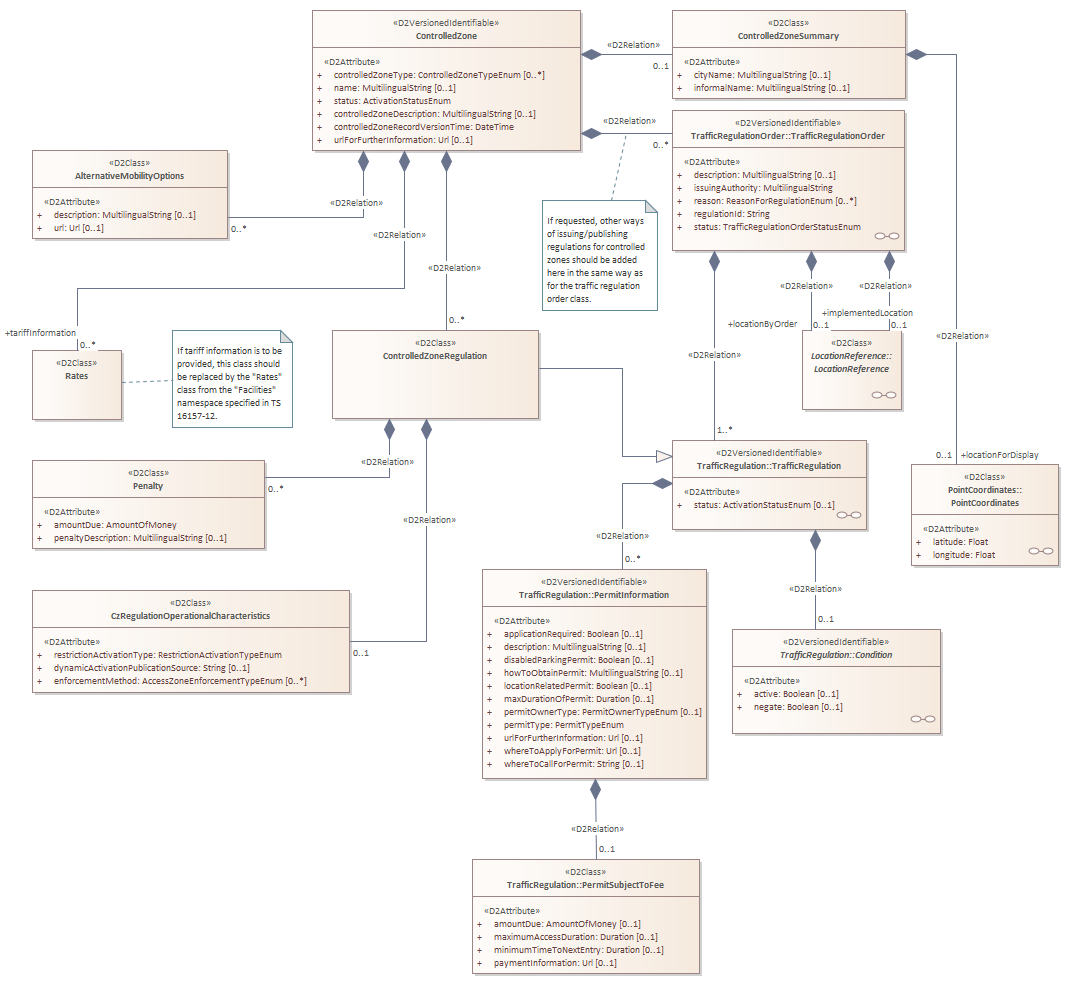 «D2VersionedIdentifiable»
ControlledZone
«D2Attribute»
+ controlledZoneType: ControlledZoneTypeEnum [0..*]
+ name: MultilingualString [0..1]
+ status: ActivationStatusEnum
+ controlledZoneDescription: MultilingualString [0..1]
+ controlledZoneRecordVersionTime: DateTime
+ urlForFurtherInformation: Url [0..1]
«D2Relation»
0..1
«D2Class»
ControlledZoneSummary
«D2Attribute»
+ cityName: MultilingualString [0..1]
+ informalName: MultilingualString [0..1]
«D2Relation»
0..*
«D2VersionedIdentifiable»
TrafficRegulationOrder::TrafficRegulationOrder
«D2Attribute»
+ description: MultilingualString [0..1]
+ issuingAuthority: MultilingualString
+ reason: ReasonForRegulationEnum [0..*]
+ regulationId: String
+ status: TrafficRegulationOrderStatusEnum
«D2Class»
AlternativeMobilityOptions
«D2Attribute»
+ description: MultilingualString [0..1]
+ url: Url [0..1]
«D2Relation»
0..*
«D2Relation»
«D2Relation»
If requested, other ways
of issuing/publishing
regulations for controlled
zones should be added
here in the same way as
for the traffic regulation
order class.
«D2Relation»
«D2Relation»
+implementedLocation
+locationByOrder
0..1
0..1
+tariffInformation
0..*
0..*
«D2Class»
Rates
If tariff information is to be
provided, this class should
be replaced by the "Rates"
class from the "Facilities"
namespace specified in TS
16157-12.
«D2Class»
ControlledZoneRegulation
«D2Relation»
«D2Class»
LocationReference::
LocationReference
«D2Relation»
1..*
0..1 +locationForDisplay
«D2VersionedIdentifiable»
TrafficRegulation::TrafficRegulation
«D2Attribute»
+ status: ActivationStatusEnum [0..1]
«D2Class»
PointCoordinates::
PointCoordinates
«D2Attribute»
+ latitude: Float
+ longitude: Float
«D2Relation»
0..*
«D2Class»
Penalty
«D2Attribute»
+ amountDue: AmountOfMoney
+ penaltyDescription: MultilingualString [0..1]
«D2Relation»
«D2Relation»
0..*
«D2Relation»
0..1
«D2VersionedIdentifiable»
TrafficRegulation::PermitInformation
«D2Attribute»
+ applicationRequired: Boolean [0..1]
+ description: MultilingualString [0..1]
+ disabledParkingPermit: Boolean [0..1]
+ howToObtainPermit: MultilingualString [0..1]
+ locationRelatedPermit: Boolean [0..1]
+ maxDurationOfPermit: Duration [0..1]
+ permitOwnerType: PermitOwnerTypeEnum [0..1]
+ permitType: PermitTypeEnum
+ urlForFurtherInformation: Url [0..1]
+ whereToApplyForPermit: Url [0..1]
+ whereToCallForPermit: String [0..1]
«D2Class»
CzRegulationOperationalCharacteristics
«D2Attribute»
+ restrictionActivationType: RestrictionActivationTypeEnum
+ dynamicActivationPublicationSource: String [0..1]
+ enforcementMethod: AccessZoneEnforcementTypeEnum [0..*]
0..1
«D2VersionedIdentifiable»
TrafficRegulation::Condition
«D2Attribute»
+ active: Boolean [0..1]
+ negate: Boolean [0..1]
«D2Relation»
0..1
«D2Class»
TrafficRegulation::PermitSubjectToFee
«D2Attribute»
+ amountDue: AmountOfMoney [0..1]
+ maximumAccessDuration: Duration [0..1]
+ minimumTimeToNextEntry: Duration [0..1]
+ paymentInformation: Url [0..1]